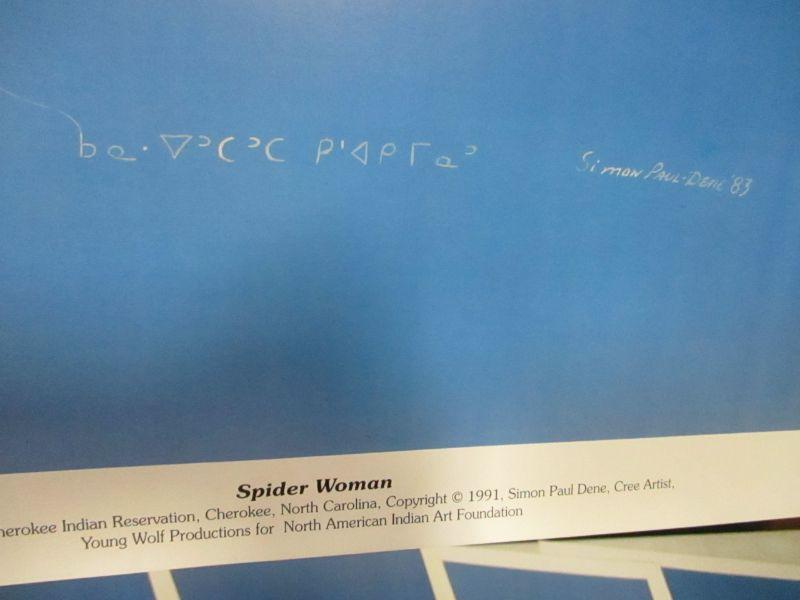 ᑲᓇ· ᐁᐣᑕᐣᑕ ᑭᑊᐊᑭᒥᓇᐣ
Simon Paul-Dene '83
Spider Woman
herokee Indian Reservation, Cherokee, North Carolina, Copyright © 1991, Simon Paul Dene, Cree Artist,
Young Wolf Productions for North American Indian Art Foundation